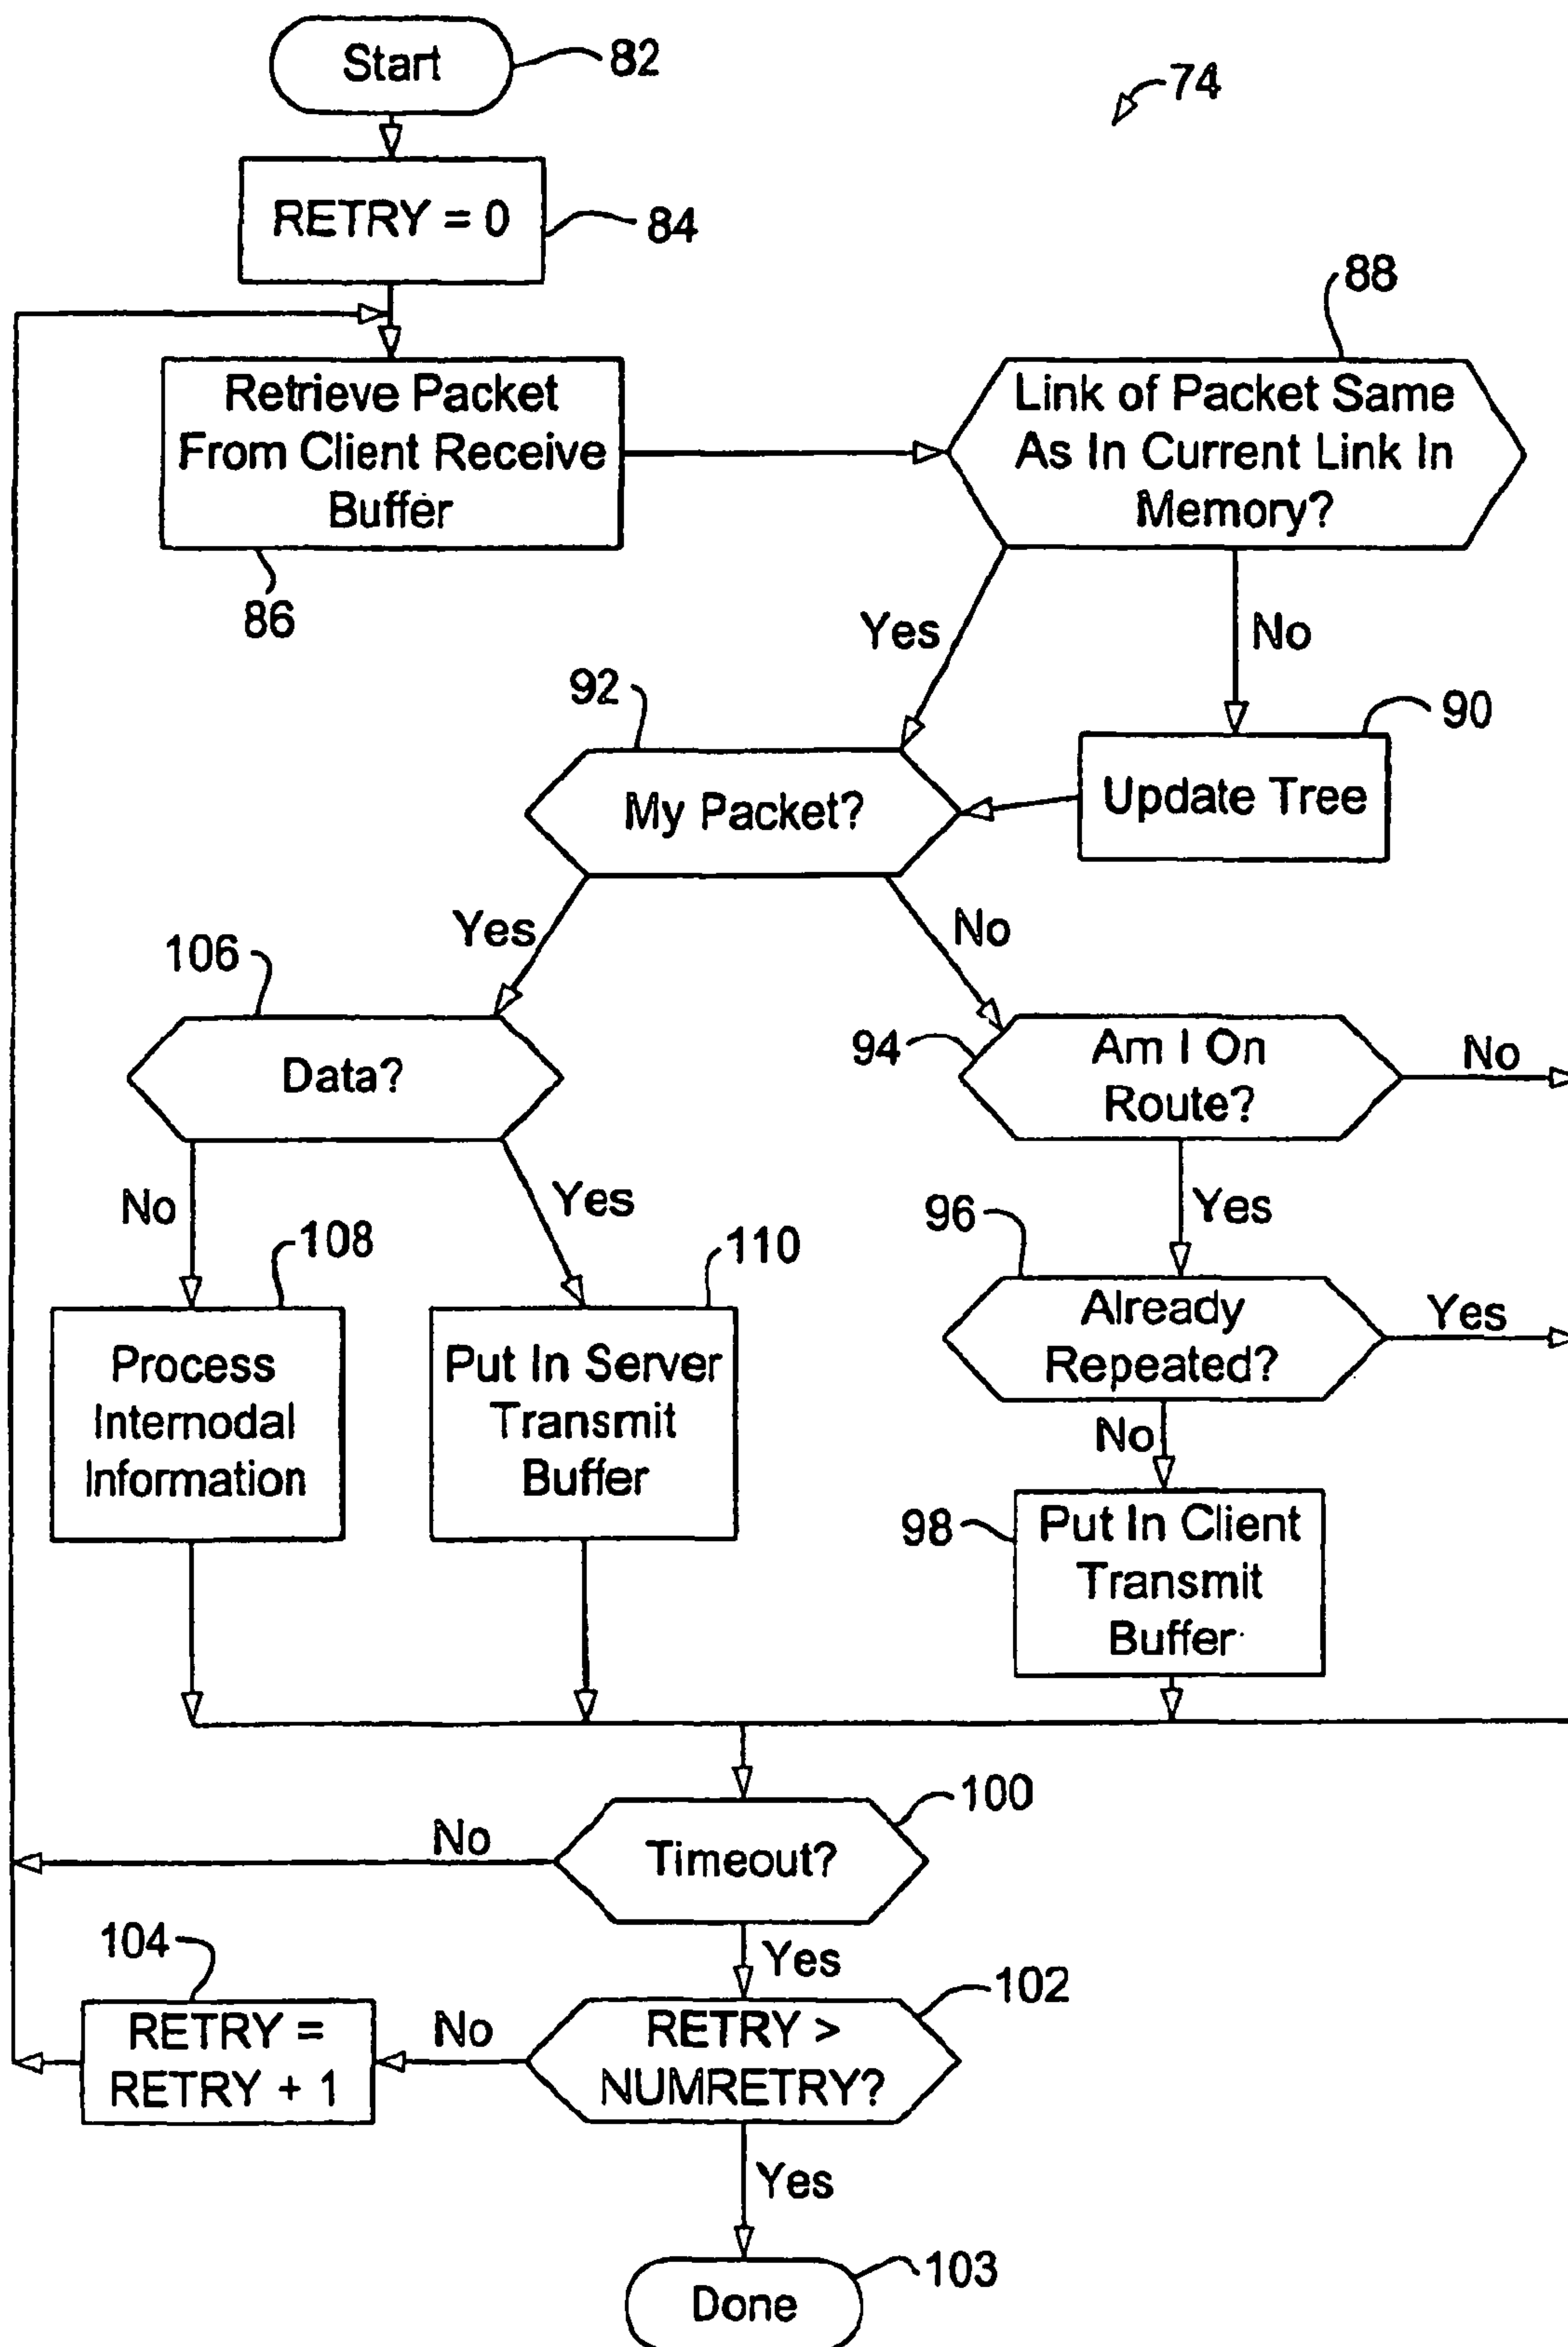 Start
82
74
RETRY = 0
84
88
Retrieve Packet
From Client Receive
Buffer
86
Link of Packet Same
As In Current Link In
Memory?
Yes
No
92
90
My Packet?
Update Tree
Yes
No
106
94
Data?
Am I On
Route?
No
No
Yes
Yes
108
110
96
Already
Repeated?
Yes
Process
Internodal
Information
Put In Server
Transmit
Buffer
No
98
Put In Client
Transmit
Buffer
100
Timeout?
No
Yes
104
102
RETRY =
RETRY + 1
No
RETRY >
NUMRETRY?
Yes
103
Done